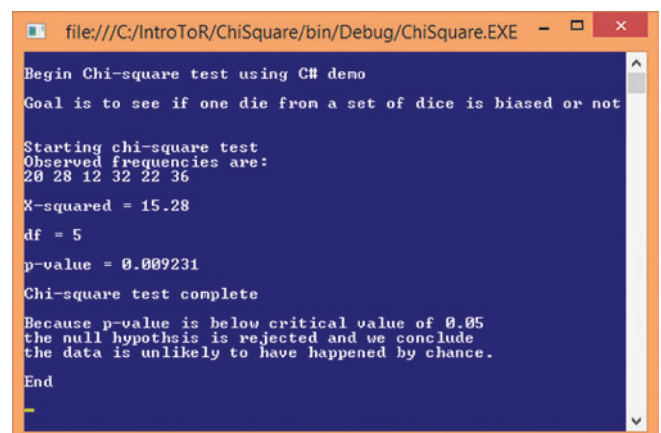 file:///C:/IntroToR/ChiSquare/bin/Debug/ChiSquare.EXE
Begin Chi-square test using C# demo
Goal is to see if one die from a set of dice is biased or not
Starting chi-square test
Observed frequencies are:
20 28 12 32 22 36
X-squared = 15.28
df = 5
p-value = 0.009231
Chi-square test complete
Because p-value is below critical value of 0.05
the null hypothsis is rejected and we conclude
the data is unlikely to have happened by chance.
End